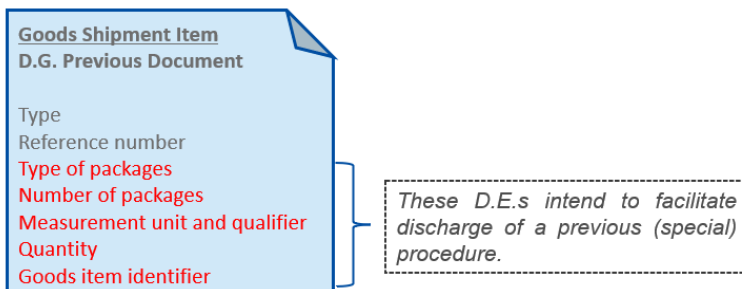 Goods Shipment Item
D.G. Previous Document
Type
Reference number
Type of packages
Number of packages
Measurement unit and qualifier
Quantity
Goods item identifier
These D.E.s intend to facilitate
discharge of a previous (special)
procedure.